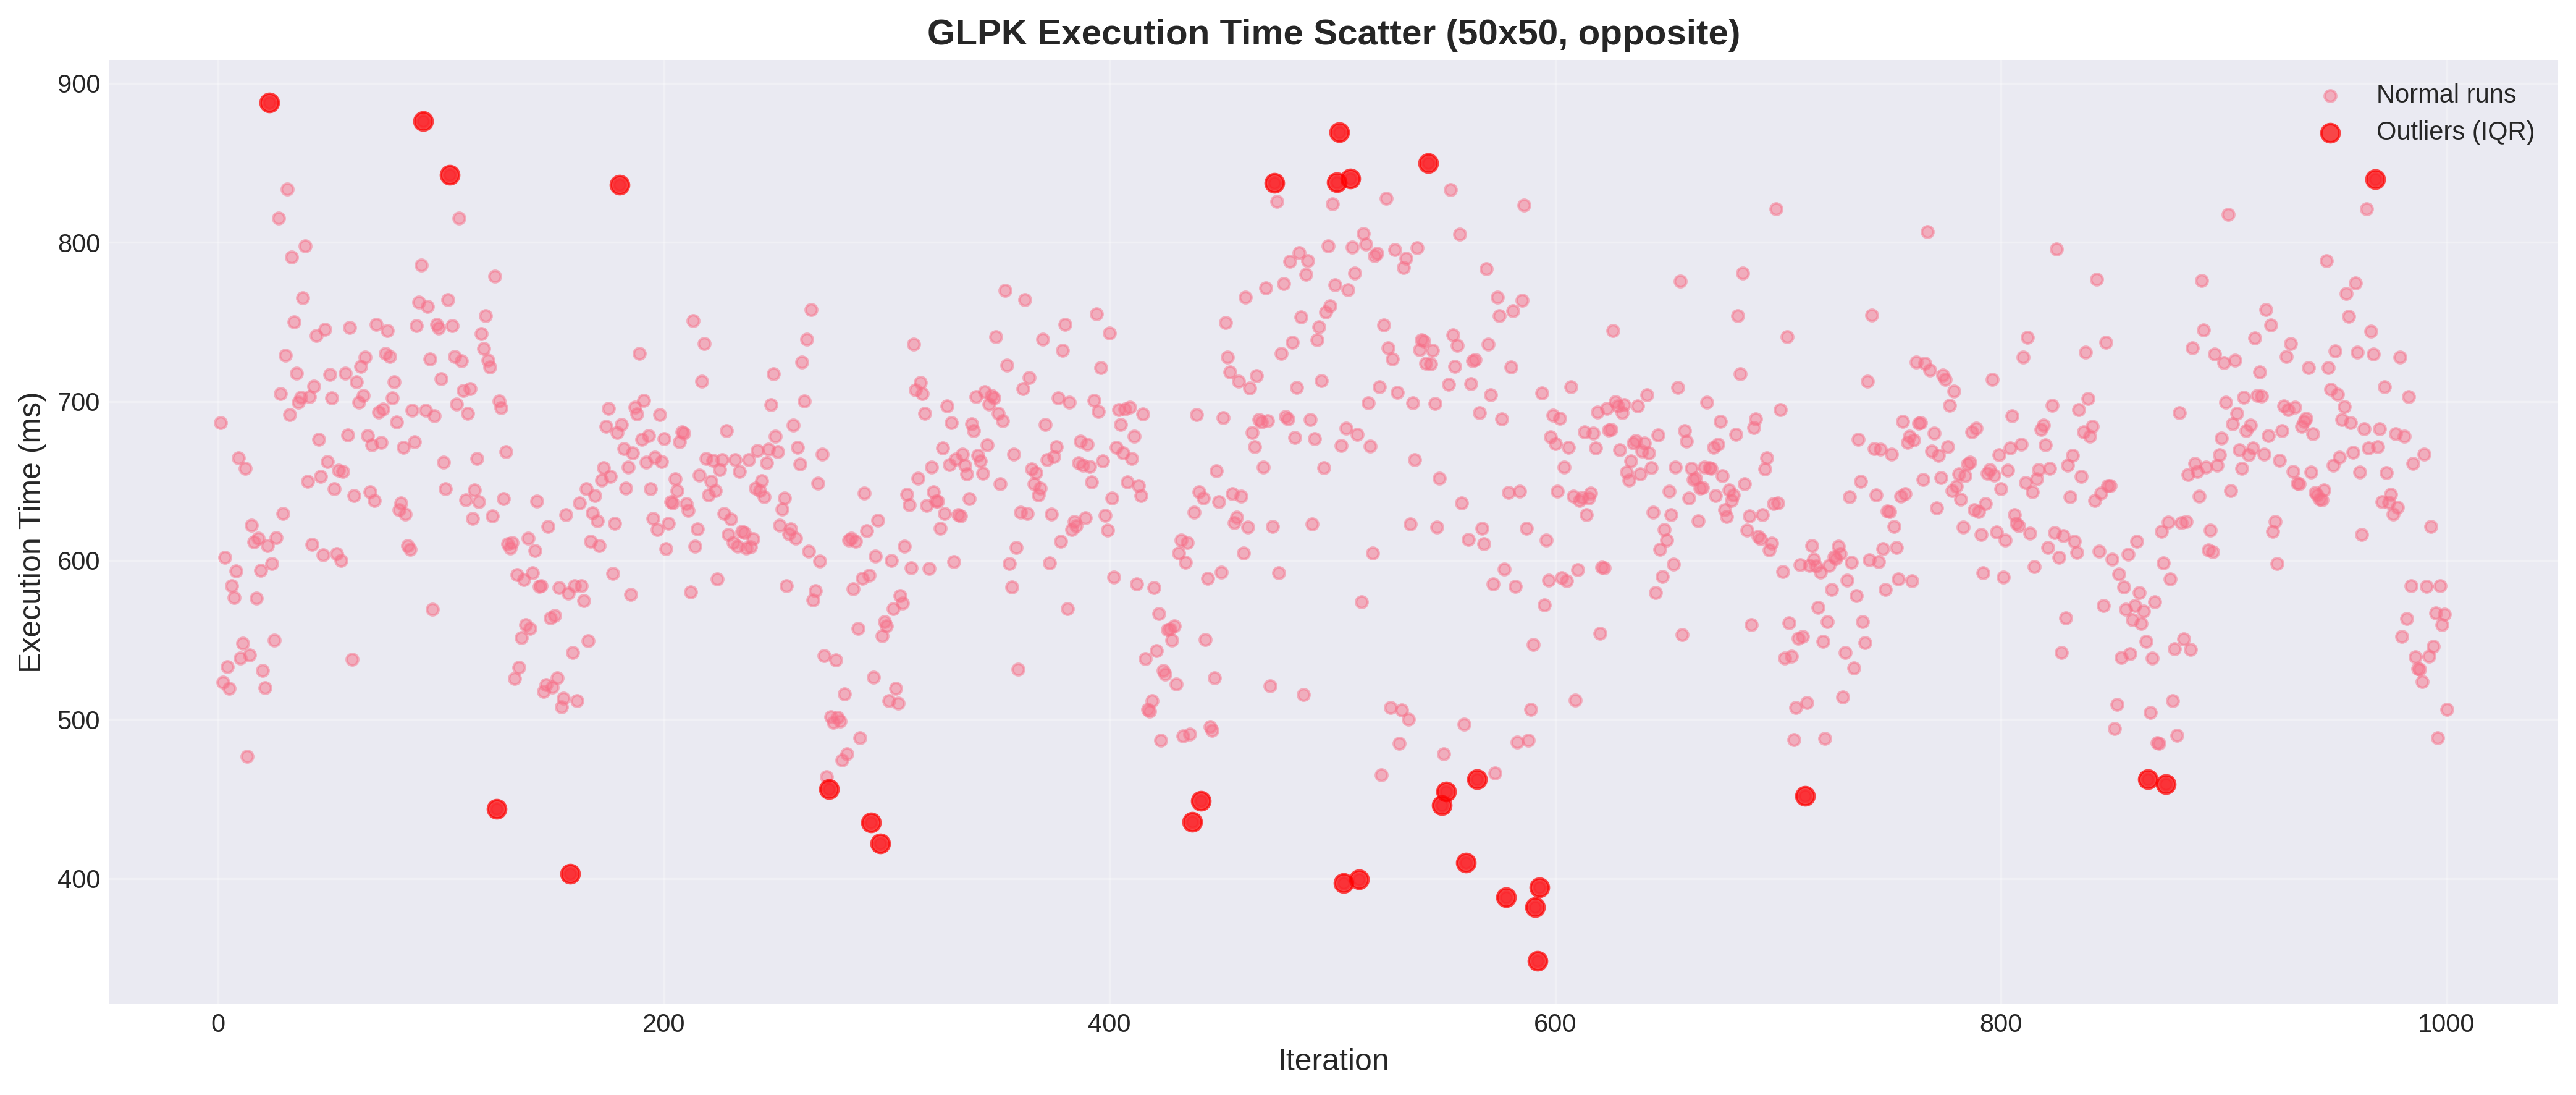 GLPK Execution Time Scatter (50x50, opposite)
Normal runs
Outliers (IQR)
Execution Time (ms)
900
800
700
600
500
400
0 200 400 600 800 1000
Iteration